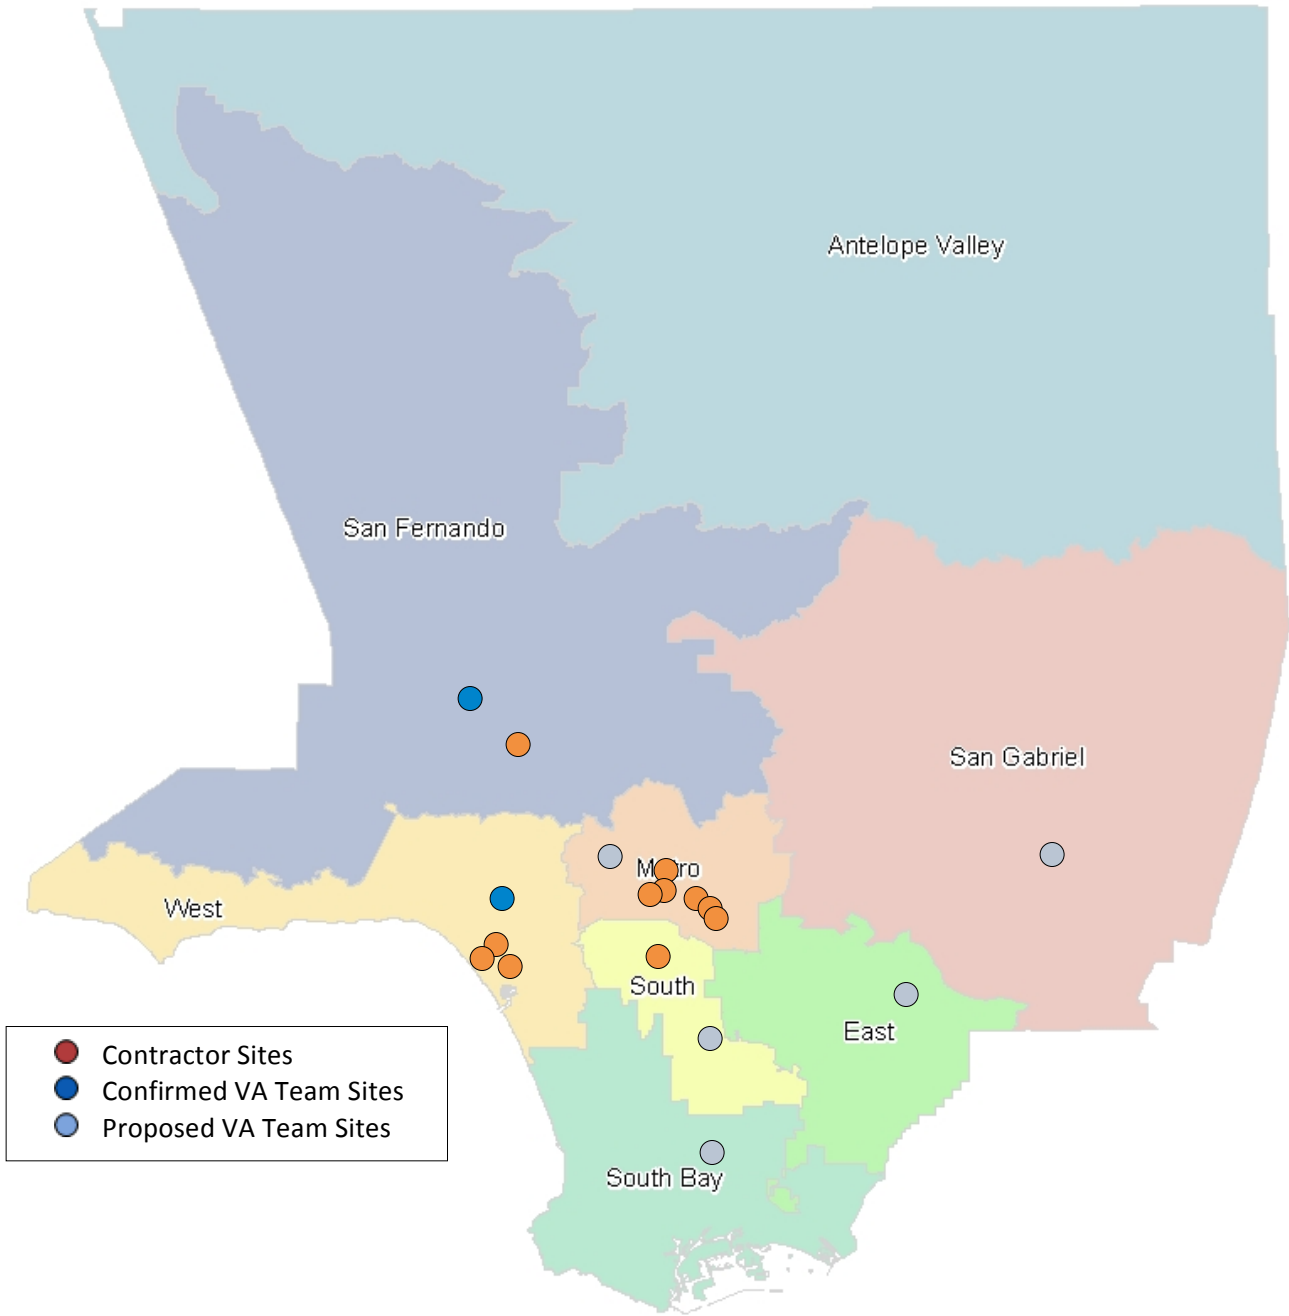 Antelope Valley
San Fernando
San Gabriel
Metro
West
South
East
Contractor Sites
Confirmed VA Team Sites
Proposed VA Team Sites
South Bay